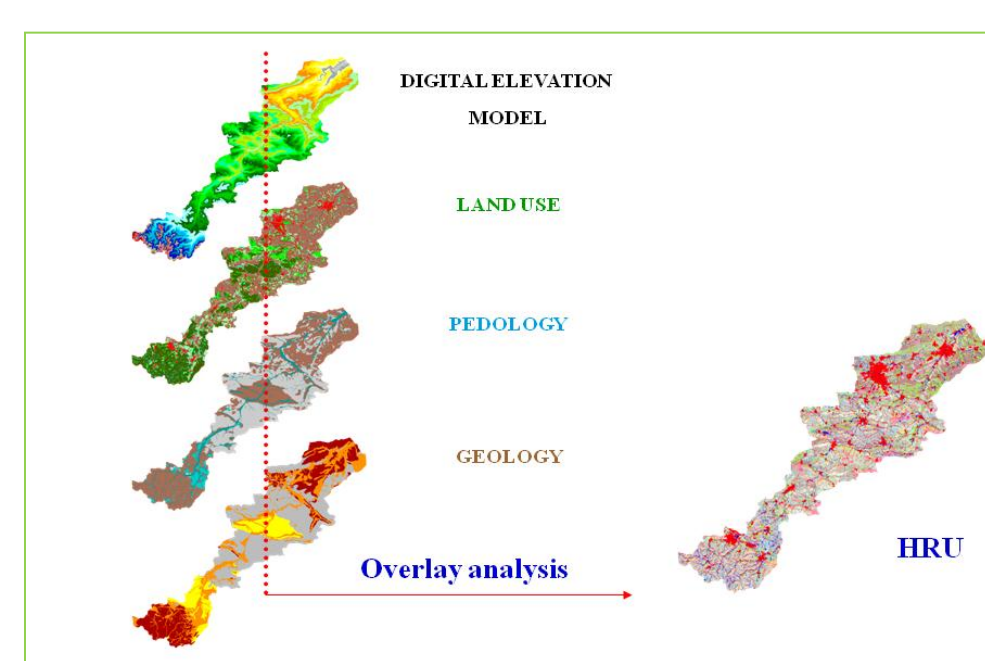 DIGITAL ELEVATION
MODEL
LAND USE
PEDOLOGY
GEOLOGY
Overlay analysis
HRU